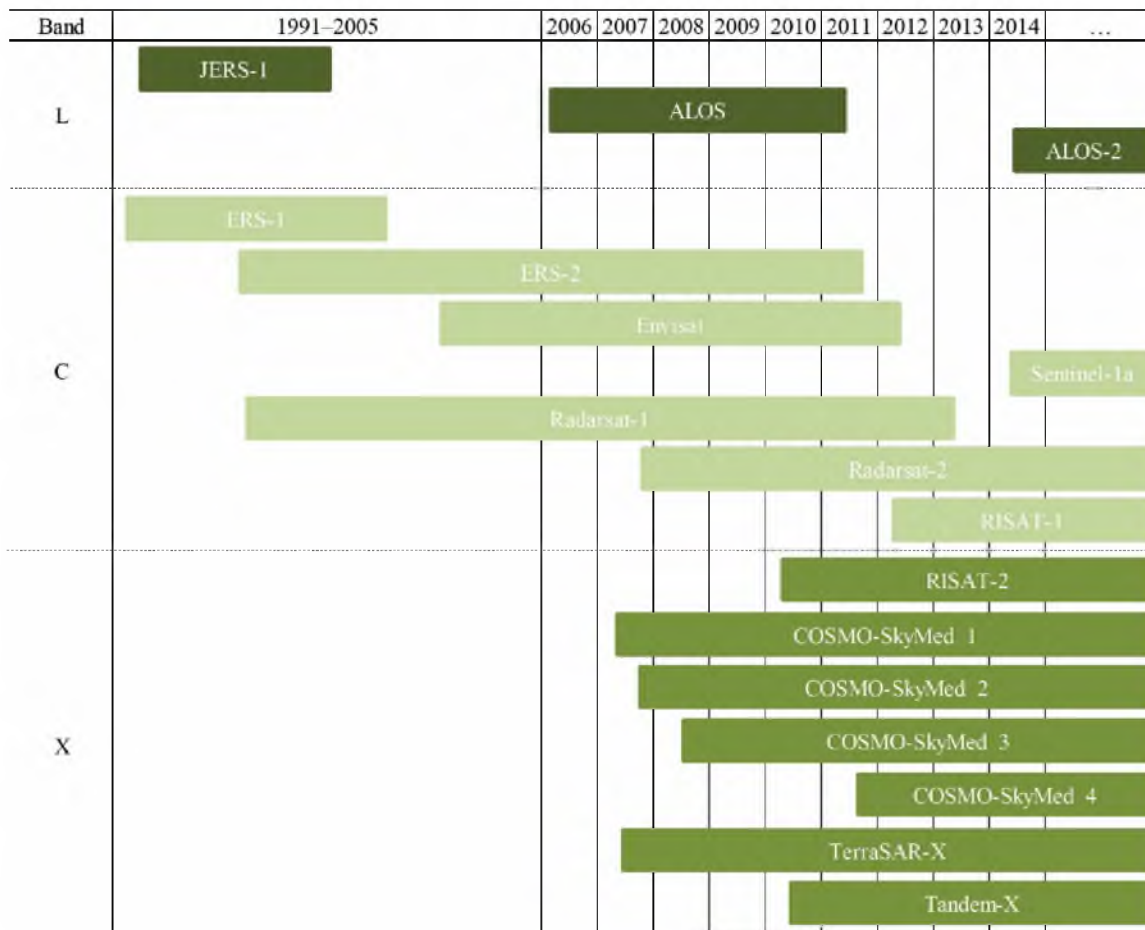 Band 1991–2005 2006 2007 2008 2009 2010 2011 2012 2013 2014 ...
JERS-1
L
ALOS
ALOS-2
ERS-1
ERS-2
Envisat
C
Sentinel-1a
Radarsat-1
Radarsat-2
RISAT-1
RISAT-2
COSMO-SkyMed 1
COSMO-SkyMed 2
X
COSMO-SkyMed 3
COSMO-SkyMed 4
TerraSAR-X
Tandem-X